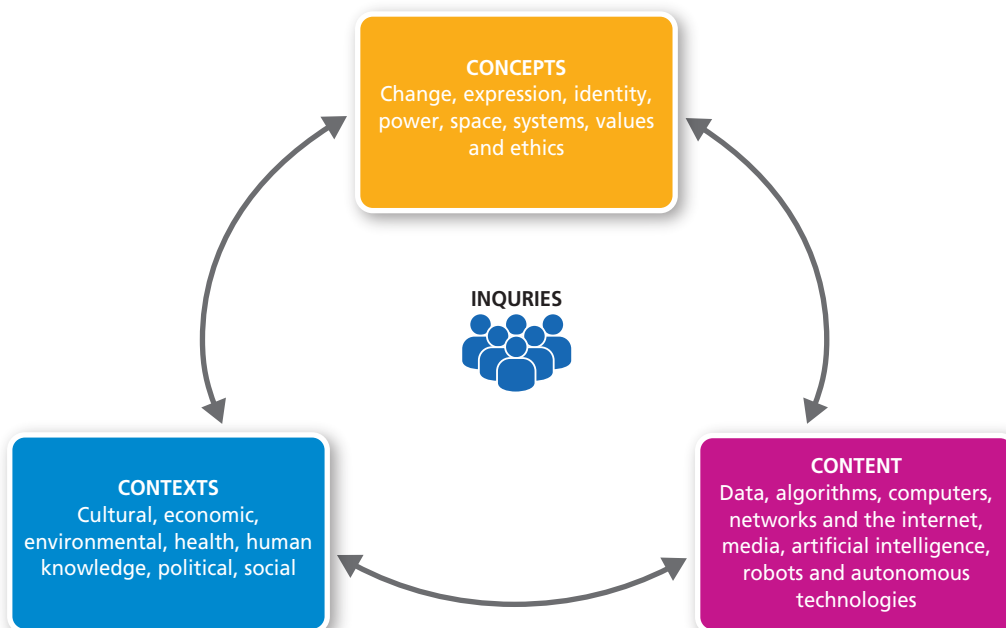 CONCEPTS
Change, expression, identity,
power, space, systems, values
and ethics
INQURIES
CONTEXTS
Cultural, economic,
environmental, health, human
knowledge, political, social
CONTENT
Data, algorithms, computers,
networks and the internet,
media, artificial intelligence,
robots and autonomous
technologies